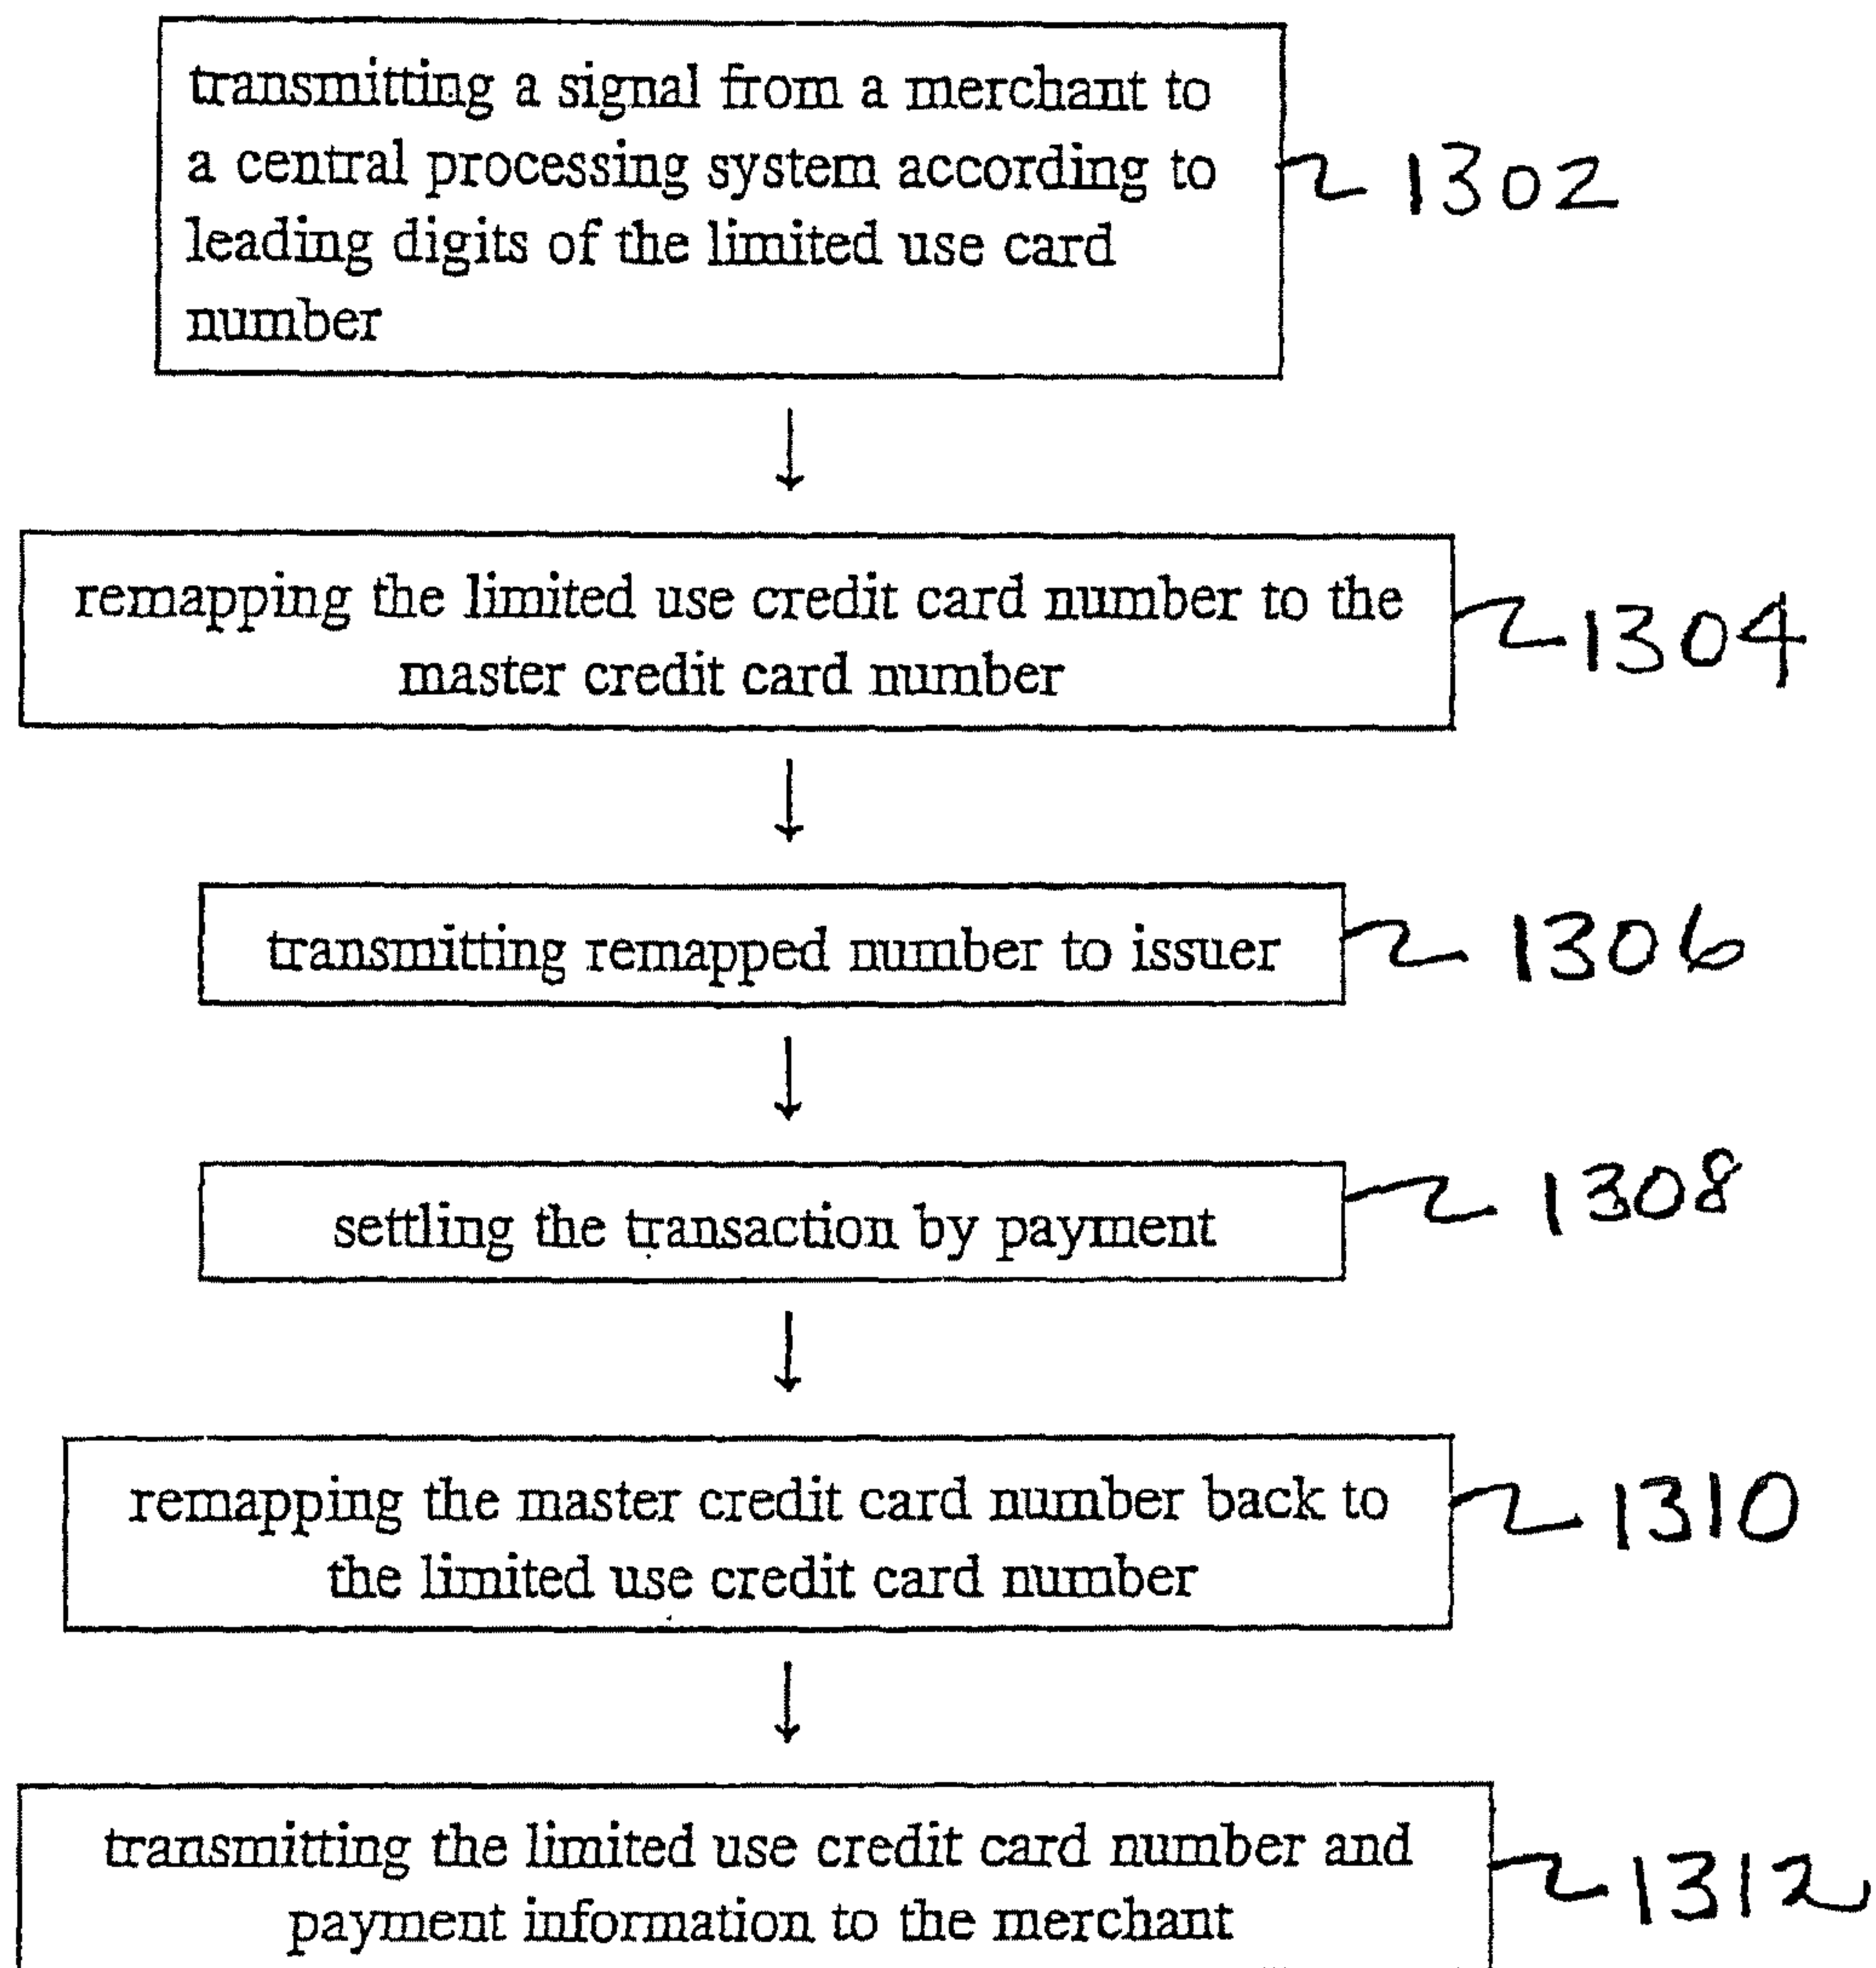 transmitting a signal from a merchant to
a central processing system according to
leading digits of the limited use card
number
1302
remapping the limited use credit card number to the
master credit card number
1304
transmitting remapped number to issuer
1306
settling the transaction by payment
1308
remapping the master credit card number back to
the limited use credit card number
1310
transmitting the limited use credit card number and
payment information to the merchant
1312